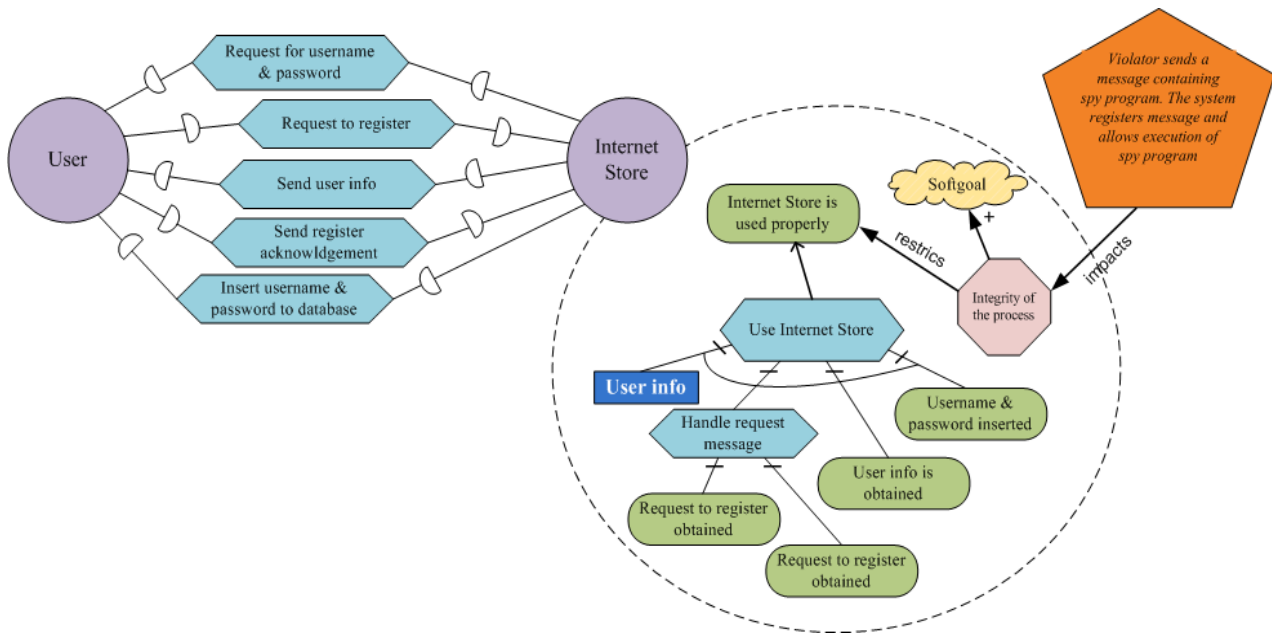 Request for username
& password
Request to register
Send user info
Send register
acknowldgement
Insert username &
password to database
User
Internet
Store
Violator sends a
message containing
spy program. The system
registers message and
allows execution of
spy program
Softgoal
+
Internet Store is
used properly
restrics
impacts
Integrity of
the process
Use Internet Store
User info
Username &
password inserted
Handle request
message
User info is
obtained
Request to register
obtained
Request to register
obtained